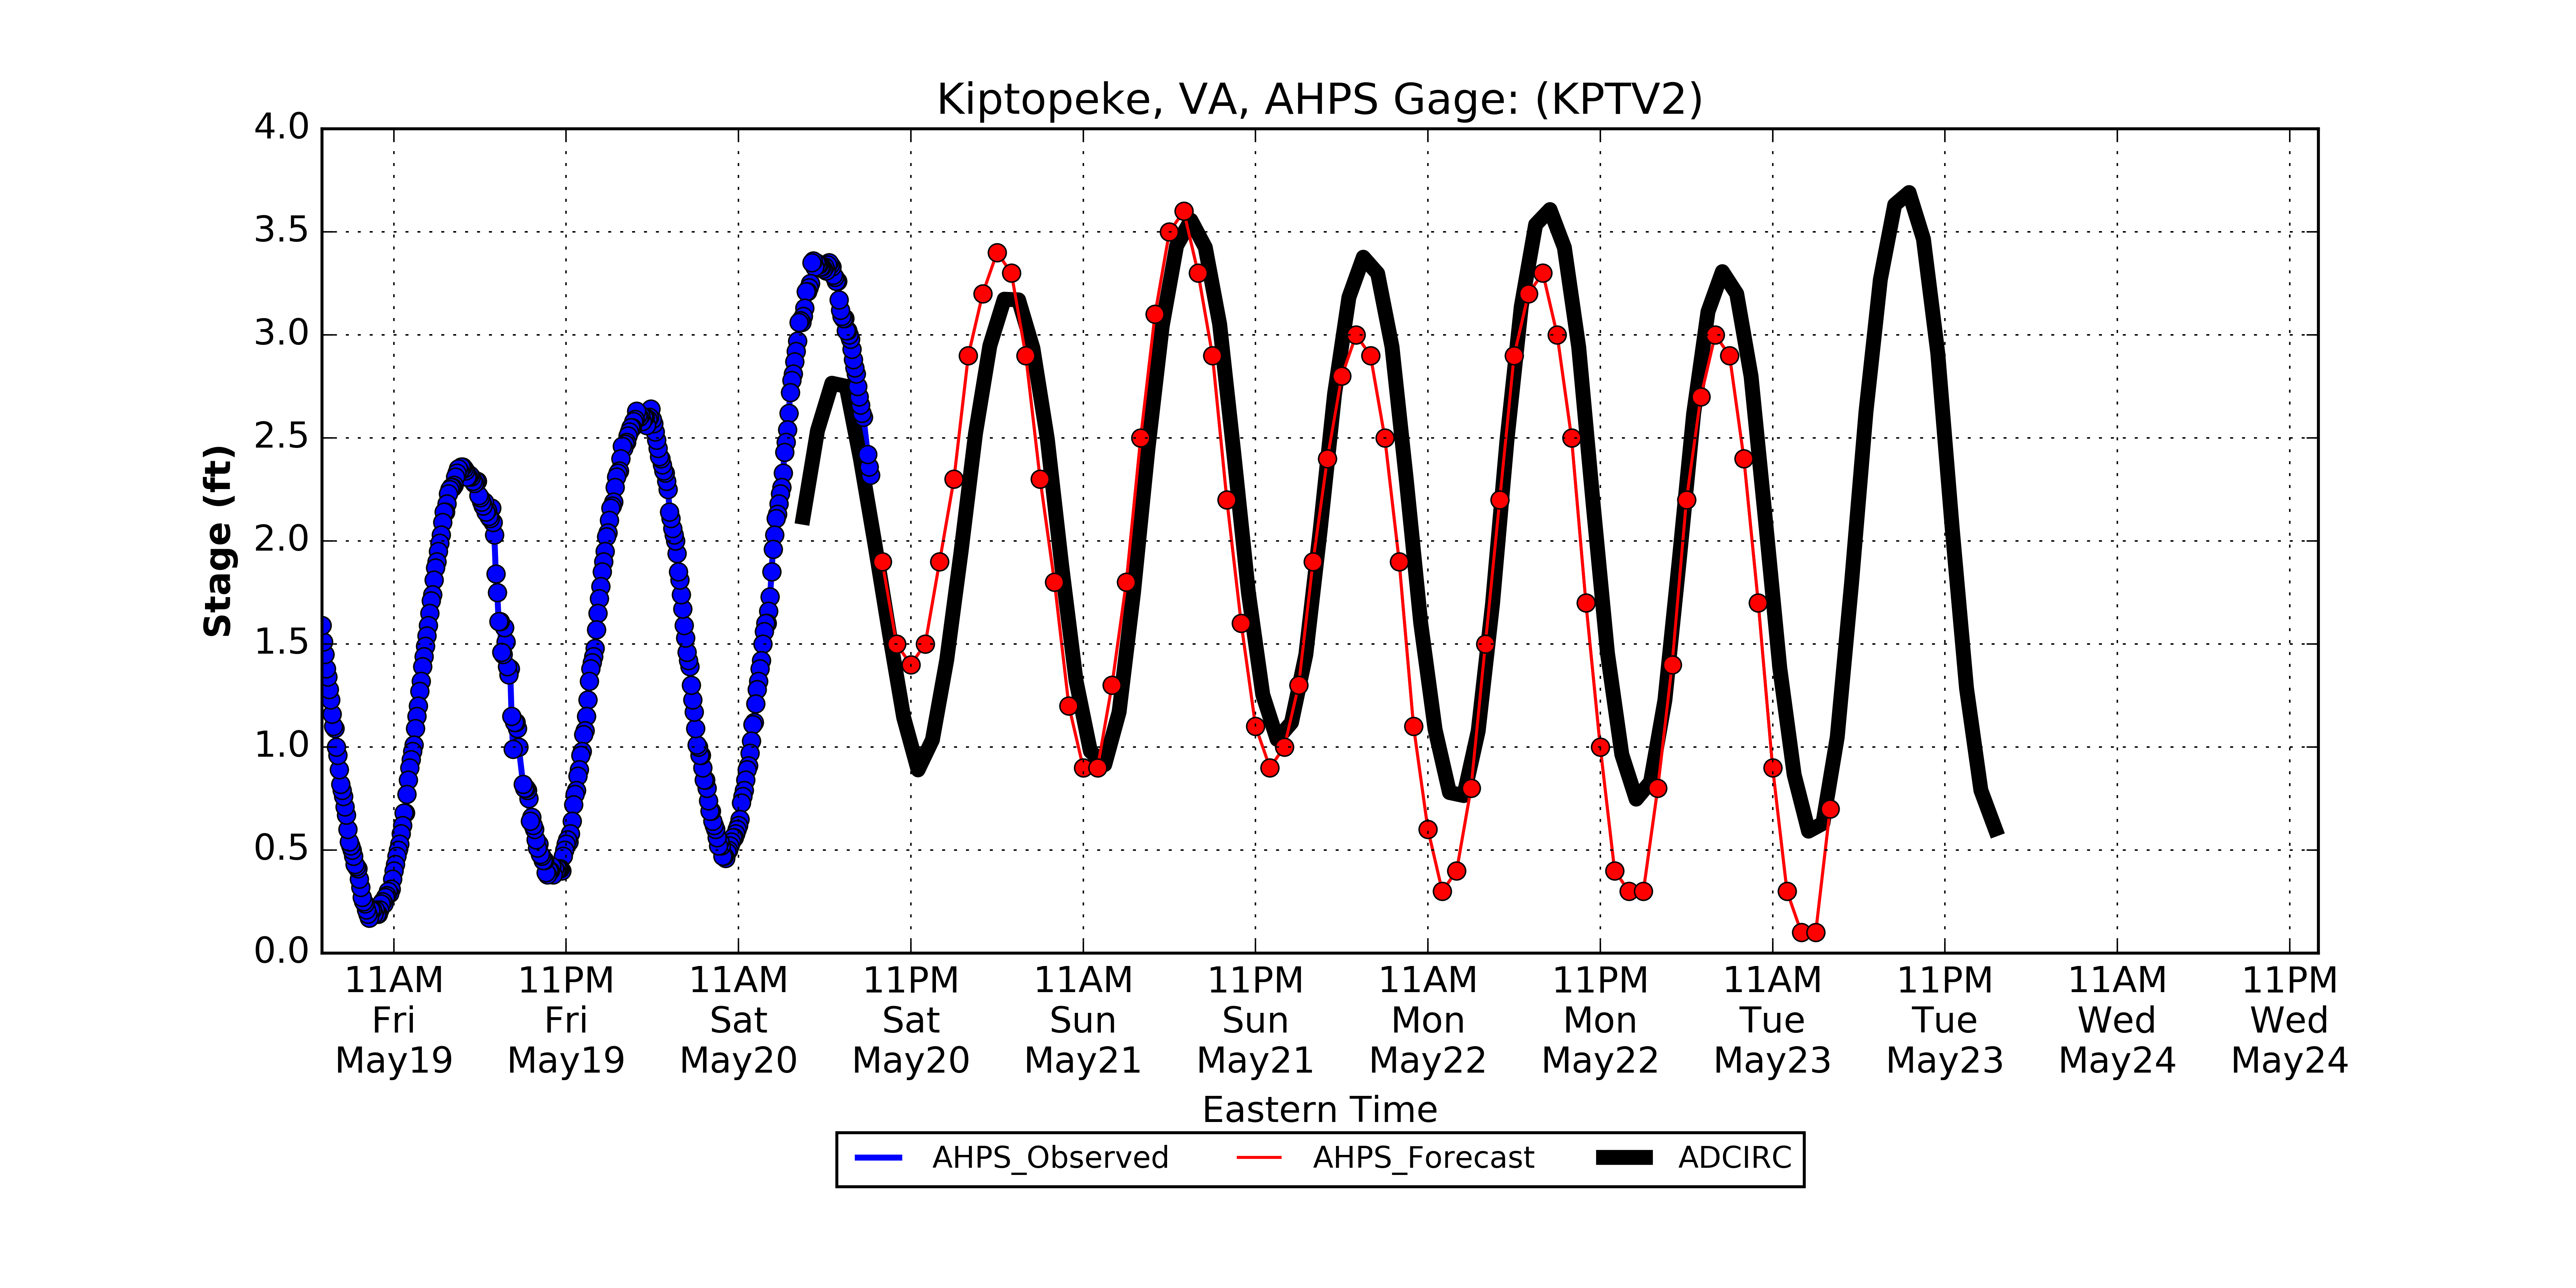 Kiptopeke, VA, AHPS Gage: (KPTV2)
4.0
3.5
3.0
2.5
2.0
1.5
1.0
0.5
0.0
Stage (ft)
11AM 11PM 11AM 11PM 11AM 11PM 11AM 11PM 11AM 11PM 11AM 11PM
Fri Fri Sat Sat Sun Sun Mon Mon Tue Tue Wed Wed
May19 May19 May20 May20 May21 May21 May22 May22 May23 May23 May24 May24
Eastern Time
AHPS_Observed AHPS_Forecast ADCIRC